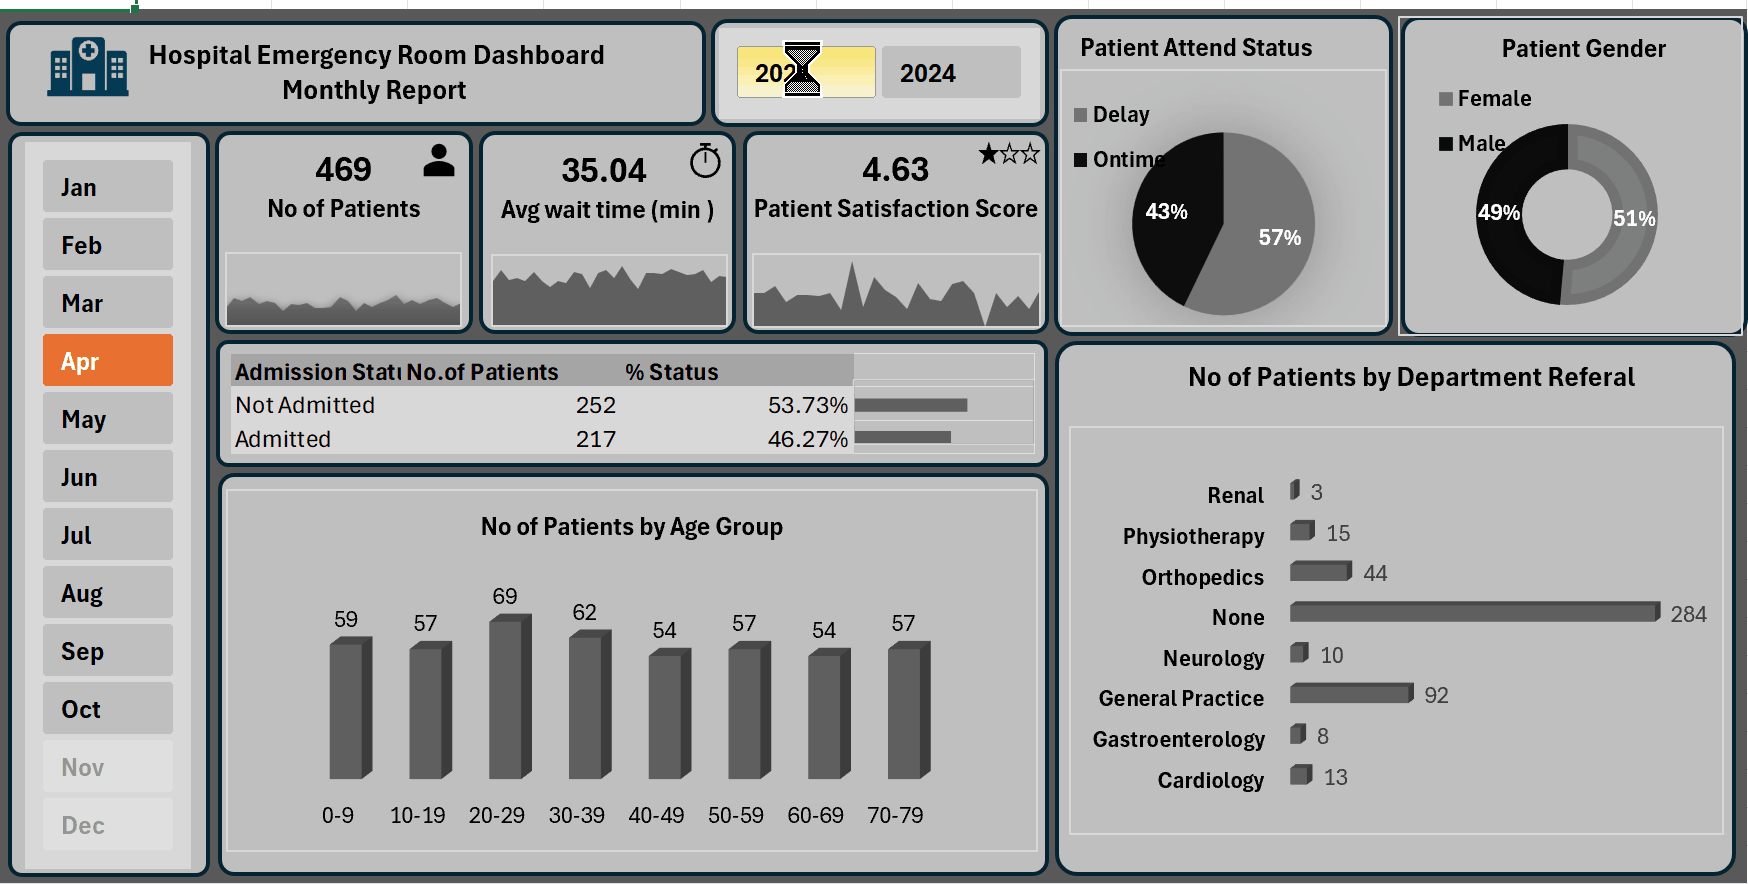 Hospital Emergency Room Dashboard
Monthly Report
2024
Patient Attend Status
Delay
Ontime
43%
57%
Patient Gender
Female
Male
49%
51%
Jan
Feb
Mar
Apr
May
Jun
Jul
Aug
Sep
Oct
Nov
Dec
469
No of Patients
35.04
Avg wait time (min )
4.63
Patient Satisfaction Score
Admission Statu No.of Patients % Status
Not Admitted 252 53.73%
Admitted 217 46.27%
No of Patients by Age Group
59 57 69 62 54 57 54 57
0-9 10-19 20-29 30-39 40-49 50-59 60-69 70-79
No of Patients by Department Referal
Renal 3
Physiotherapy 15
Orthopedics 44
None 284
Neurology 10
General Practice 92
Gastroenterology 8
Cardiology 13